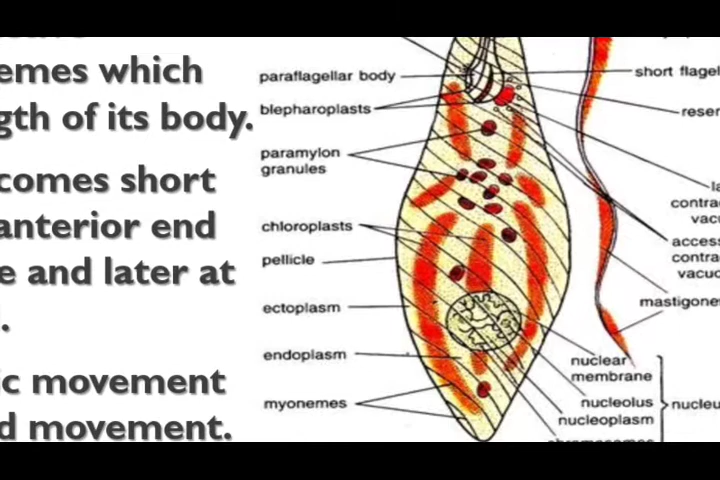 emes which
gth of its body.
comes short
anterior end
e and later at
.
ic movement
d movement.
paraflagellar body
blepharoplasts
paramylon
granules
chloroplasts
pellicle
ectoplasm
endoplasm
myonemes
short flagel
reser
la
contrac
vacu
access
contrac
vacuo
mastigone
nuclear
membrane
nucleolus
nucleoplasm
nucleu